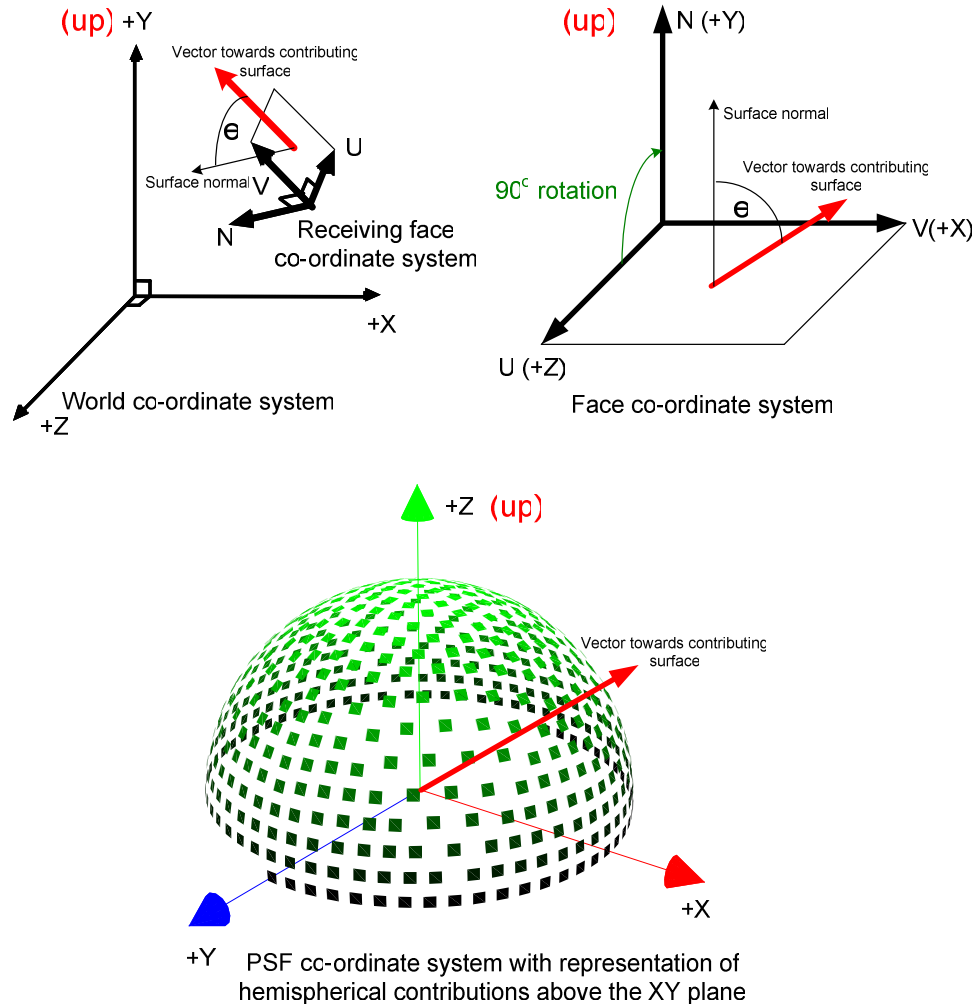 (up) +Y
Vector towards contributing
surface
ɵ
U
Surface normal
V
N
Receiving face
co-ordinate system
+X
+Z
World co-ordinate system
(up)
N (+Y)
Surface normal
Vector towards contributing
surface
90° rotation
ɵ
V(+X)
U (+Z)
Face co-ordinate system
+Z (up)
Vector towards contributing
surface
+X
+Y
PSF co-ordinate system with representation of
hemispherical contributions above the XY plane